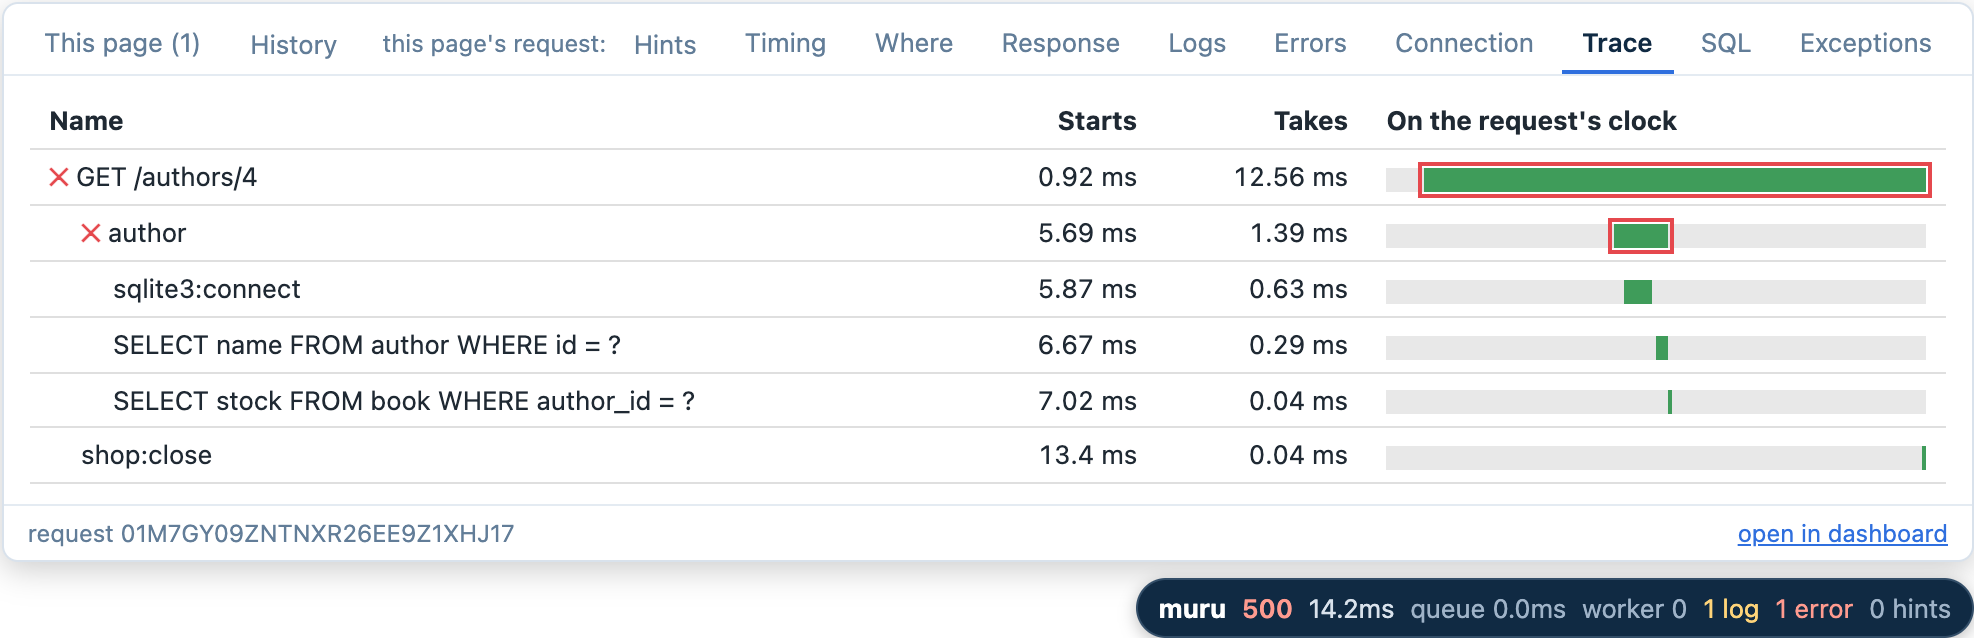 This page (1) History this page's request: Hints Timing Where Response Logs Errors Connection Trace SQL Exceptions
Name Starts Takes On the request's clock
GET /authors/4 0.92 ms 12.56 ms
author 5.69 ms 1.39 ms
sqlite3:connect 5.87 ms 0.63 ms
SELECT name FROM author WHERE id = ? 6.67 ms 0.29 ms
SELECT stock FROM book WHERE author_id = ? 7.02 ms 0.04 ms
shop:close 13.4 ms 0.04 ms
request 01M7GY09ZNTNXR26EE9Z1XHJ17 open in dashboard
muru 500 14.2ms queue 0.0ms worker 0 1 log 1 error 0 hints